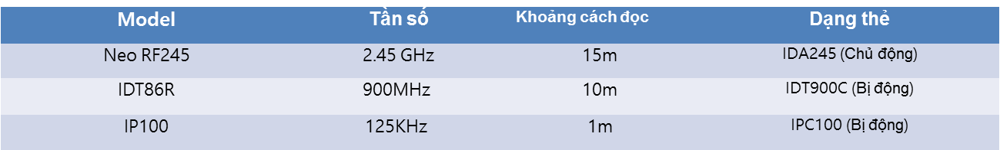 Model Tần số Khoảng cách đọc Dạng thẻ
Neo RF245 2.45 GHz 15m IDA245 (Chủ động)
IDT86R 900MHz 10m IDT900C (Bị động)
IP100 125KHz 1m IPC100 (Bị động)